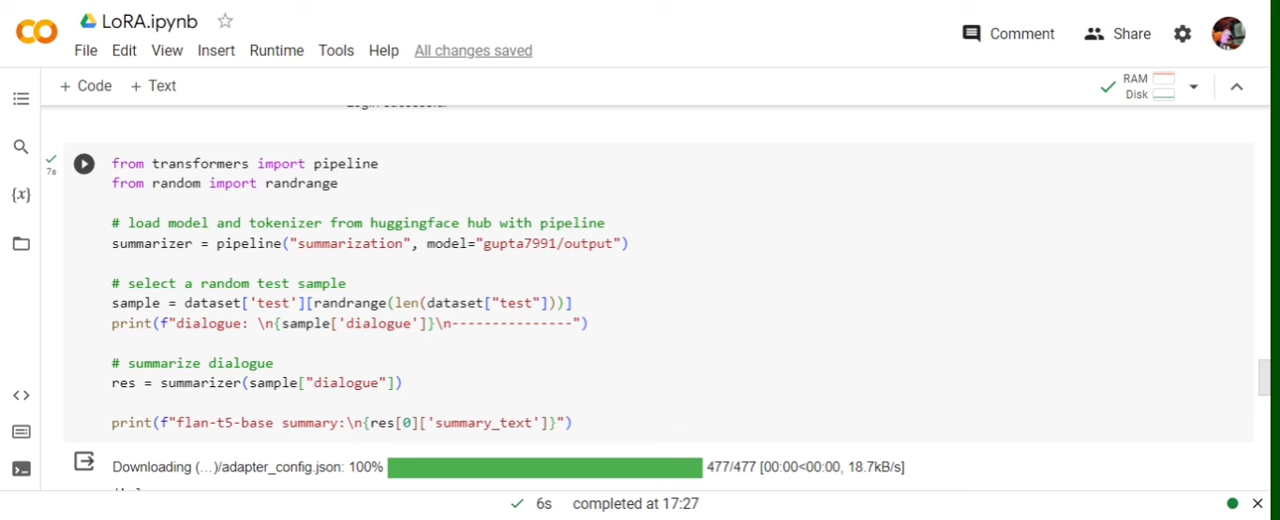 LoRA.ipynb
File Edit View Insert Runtime Tools Help All changes saved
Comment Share
+ Code + Text
RAM
Disk
7s
from transformers import pipeline
from random import randrange
# load model and tokenizer from huggingface hub with pipeline
summarizer = pipeline("summarization", model="gupta7991/output")
# select a random test sample
sample = dataset['test'][randrange(len(dataset["test"]))]
print(f"dialogue: \n{sample['dialogue']}\n---------------")
# summarize dialogue
res = summarizer(sample["dialogue"])
print(f"flan-t5-base summary:\n{res[0]['summary_text']}")
Downloading (…)/adapter_config.json: 100% 477/477 [00:00<00:00, 18.7kB/s]
6s completed at 17:27